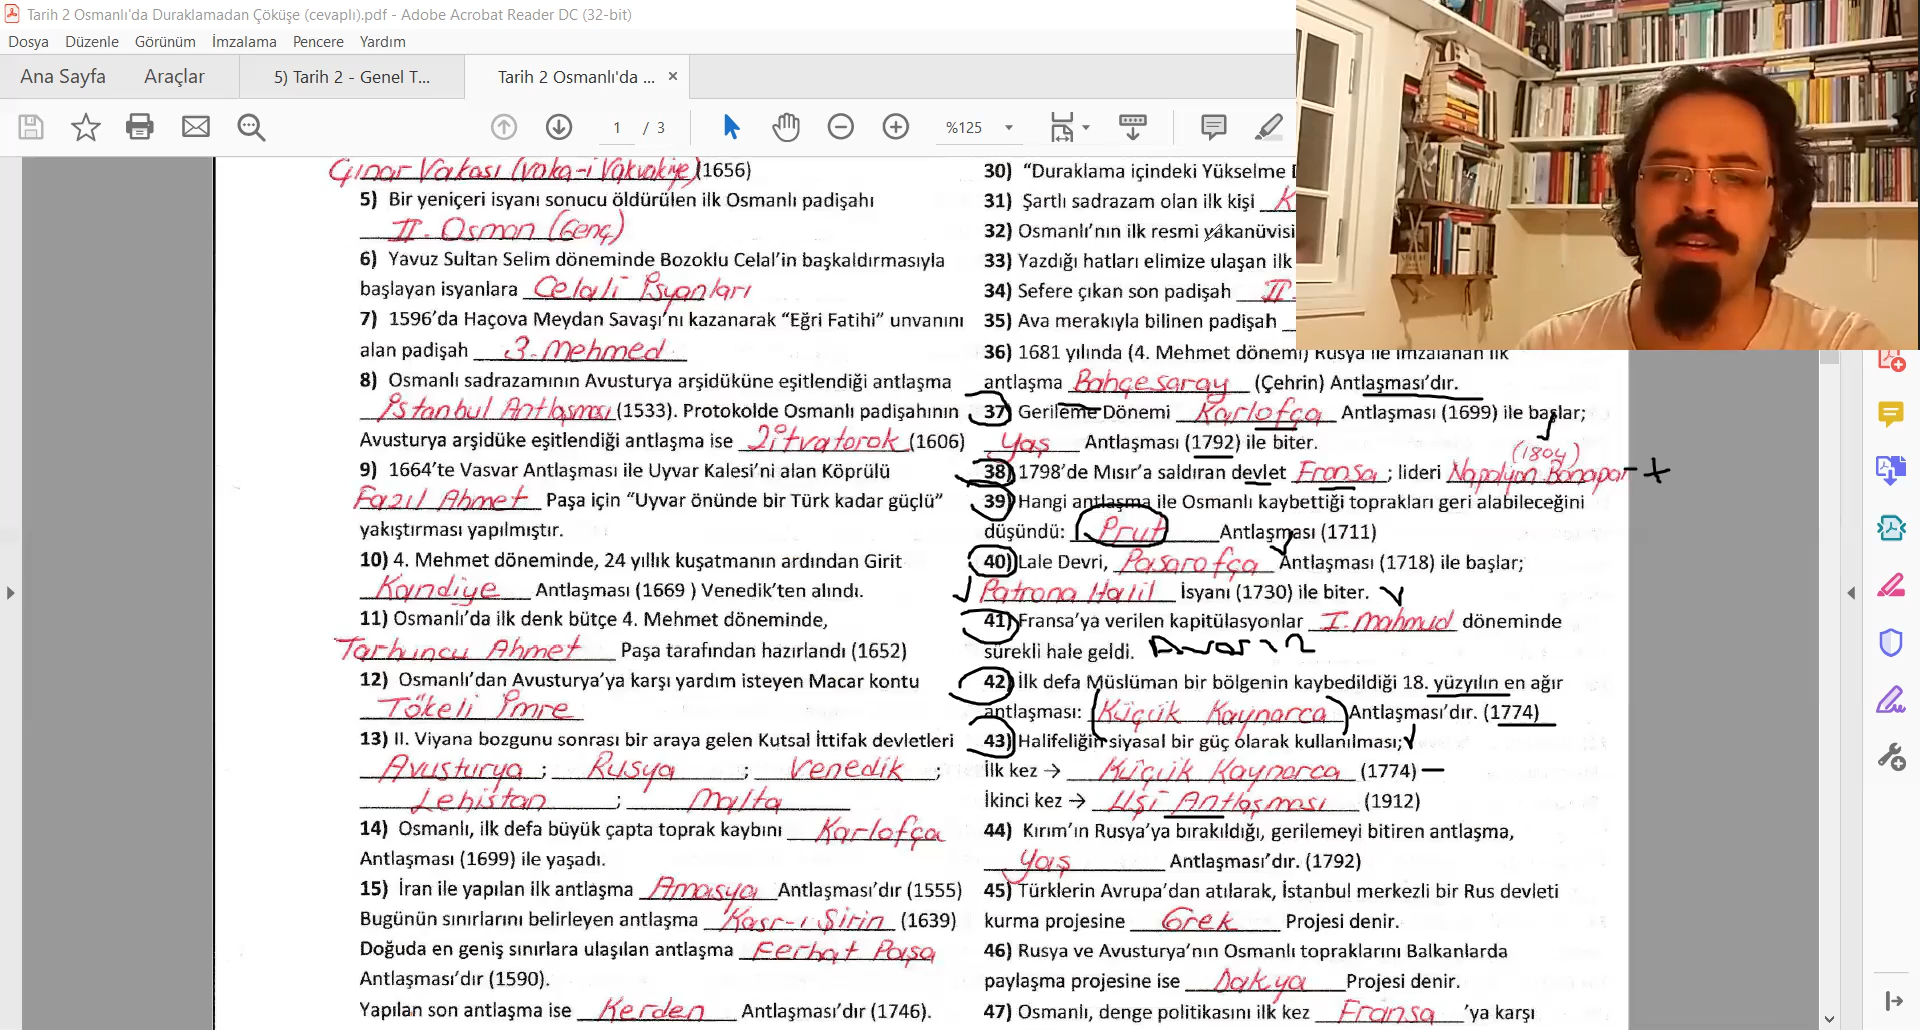 Tarih 2 Osmanlı'da Duraklamadan Çöküşe (cevaplı).pdf - Adobe Acrobat Reader DC (32-bit)
Dosya Düzenle Görünüm İmzalama Pencere Yardım
Ana Sayfa Araçlar 5) Tarih 2 - Genel T... Tarih 2 Osmanlı'da ... ×
1 / 3 %125
Çınar Vakası (Vaka-i Vakvakiye) (1656)
5) Bir yeniçeri isyanı sonucu öldürülen ilk Osmanlı padişahı
II. Osman (Genç)
6) Yavuz Sultan Selim döneminde Bozoklu Celal'in başkaldırmasıyla
başlayan isyanlara Celali İsyanları
7) 1596'da Haçova Meydan Savaşı'nı kazanarak "Eğri Fatihi" unvanını
alan padişah 3. Mehmed
8) Osmanlı sadrazamının Avusturya arşidüküne eşitlendiği antlaşma
İstanbul Antlaşması (1533). Protokolde Osmanlı padişahının
Avusturya arşidüke eşitlendiği antlaşma ise Zitvatorok (1606)
9) 1664'te Vasvar Antlaşması ile Uyvar Kalesi'ni alan Köprülü
Fazıl Ahmet Paşa için "Uyvar önünde bir Türk kadar güçlü"
yakıştırması yapılmıştır.
10) 4. Mehmet döneminde, 24 yıllık kuşatmanın ardından Girit
Kandiye Antlaşması (1669 ) Venedik'ten alındı.
11) Osmanlı'da ilk denk bütçe 4. Mehmet döneminde,
Tarhuncu Ahmet Paşa tarafından hazırlandı (1652)
12) Osmanlı'dan Avusturya'ya karşı yardım isteyen Macar kontu
Tökeli İmre
13) II. Viyana bozgunu sonrası bir araya gelen Kutsal İttifak devletleri
Avusturya ; Rusya ; Venedik ;
Lehistan ; Malta
14) Osmanlı, ilk defa büyük çapta toprak kaybını Karlofça
Antlaşması (1699) ile yaşadı.
15) İran ile yapılan ilk antlaşma Amasya Antlaşması'dır (1555)
Bugünün sınırlarını belirleyen antlaşma Kasr-ı Şirin (1639)
Doğuda en geniş sınırlara ulaşılan antlaşma Ferhat Paşa
Antlaşması'dır (1590).
Yapılan son antlaşma ise Kerden Antlaşması'dır (1746).
30) "Duraklama içindeki Yükselme
31) Şartlı sadrazam olan ilk kişi K
32) Osmanlı'nın ilk resmi vakanüvisi
33) Yazdığı hatları elimize ulaşan ilk
34) Sefere çıkan son padişah II.
35) Ava merakıyla bilinen padişah
36) 1681 yılında (4. Mehmet dönemi) Rusya ile imzalanan ilk
antlaşma Bahçesaray (Çehrin) Antlaşması'dır.
37) Gerileme Dönemi Karlofça Antlaşması (1699) ile başlar;
Yaş Antlaşması (1792) ile biter.
(1804)
38) 1798'de Mısır'a saldıran devlet Fransa ; lideri Napolyon Bonapart
39) Hangi antlaşma ile Osmanlı kaybettiği toprakları geri alabileceğini
düşündü: Prut Antlaşması (1711)
40) Lale Devri, Pasarofça Antlaşması (1718) ile başlar;
Patrona Halil İsyanı (1730) ile biter.
41) Fransa'ya verilen kapitülasyonlar I. Mahmud döneminde
sürekli hale geldi.
42) İlk defa Müslüman bir bölgenin kaybedildiği 18. yüzyılın en ağır
antlaşması: Küçük Kaynarca Antlaşması'dır. (1774)
43) Halifeliğin siyasal bir güç olarak kullanılması;
İlk kez → Küçük Kaynarca (1774)
İkinci kez → Uşi Antlaşması (1912)
44) Kırım'ın Rusya'ya bırakıldığı, gerilemeyi bitiren antlaşma,
Yaş Antlaşması'dır. (1792)
45) Türklerin Avrupa'dan atılarak, İstanbul merkezli bir Rus devleti
kurma projesine Grek Projesi denir.
46) Rusya ve Avusturya'nın Osmanlı topraklarını Balkanlarda
paylaşma projesine ise Dakya Projesi denir.
47) Osmanlı, denge politikasını ilk kez Fransa 'ya karşı